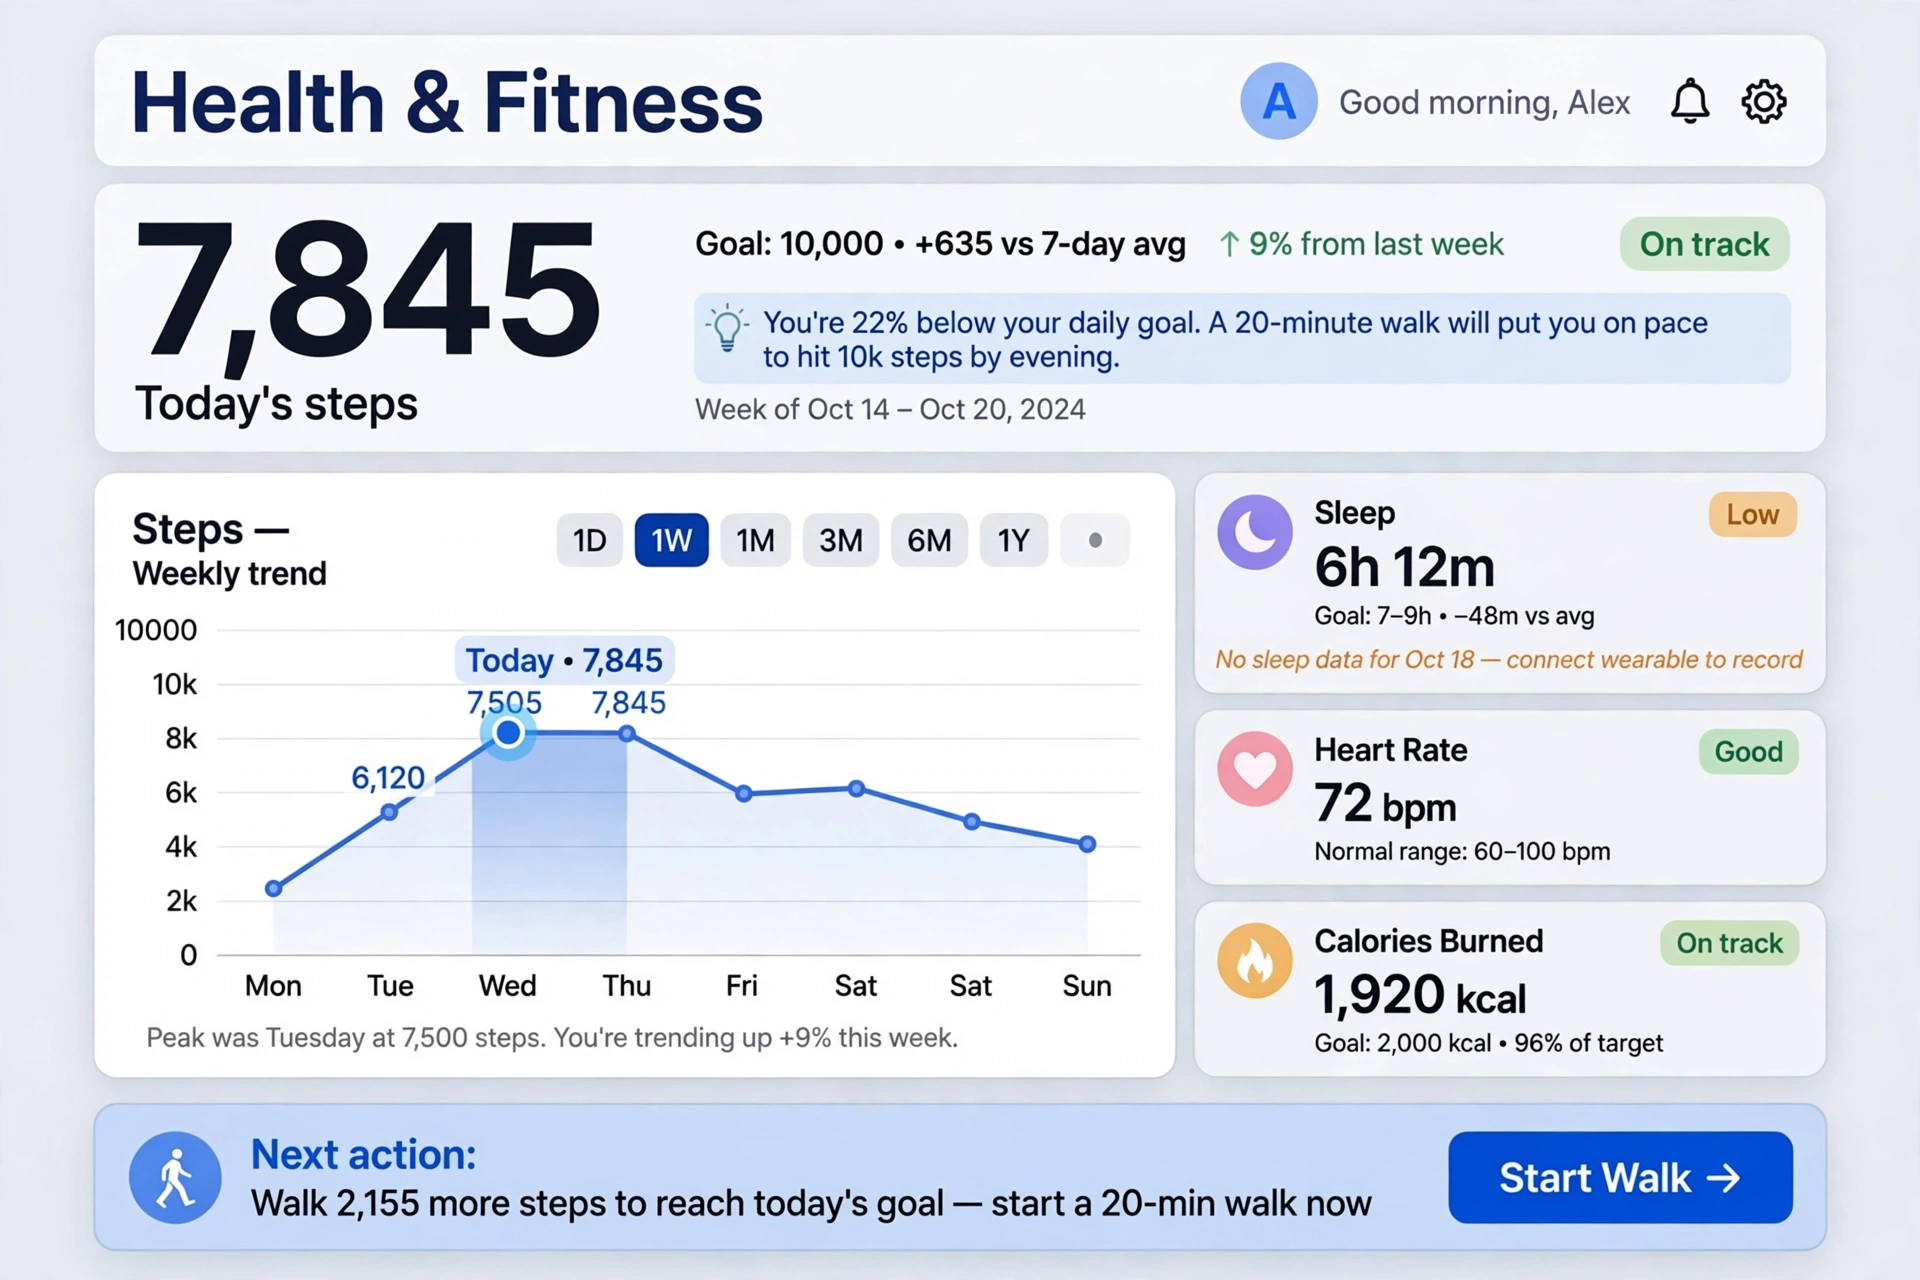 Health & Fitness
A
Good morning, Alex
7,845
Today's steps
Goal: 10,000 • +635 vs 7-day avg
↑ 9% from last week
On track
You're 22% below your daily goal. A 20-minute walk will put you on pace
to hit 10k steps by evening.
Week of Oct 14 – Oct 20, 2024
Steps —
Weekly trend
1D 1W 1M 3M 6M 1Y •
10000
10k
8k
6k
4k
2k
0
Today • 7,845
7,505 7,845
6,120
Mon Tue Wed Thu Fri Sat Sat Sun
Peak was Tuesday at 7,500 steps. You're trending up +9% this week.
Sleep
Low
6h 12m
Goal: 7–9h • –48m vs avg
No sleep data for Oct 18 — connect wearable to record
Heart Rate
Good
72 bpm
Normal range: 60–100 bpm
Calories Burned
On track
1,920 kcal
Goal: 2,000 kcal • 96% of target
Next action:
Walk 2,155 more steps to reach today's goal — start a 20-min walk now
Start Walk →